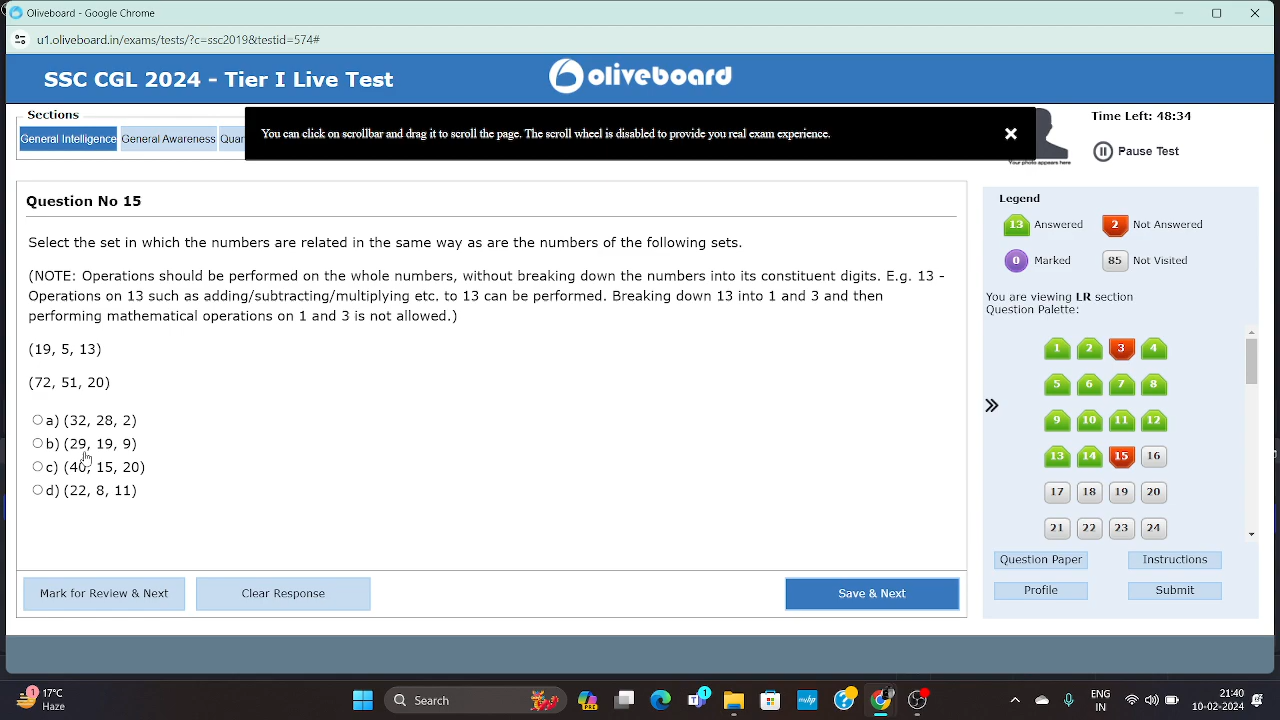 Oliveboard - Google Chrome
u1.oliveboard.in/exams/tests/?c=ssc2019&testid=574#
SSC CGL 2024 - Tier I Live Test
oliveboard
Sections
General Intelligence General Awareness Quar
You can click on scrollbar and drag it to scroll the page. The scroll wheel is disabled to provide you real exam experience.
Your photo appears here
Time Left: 48:34
Pause Test
Question No 15
Select the set in which the numbers are related in the same way as are the numbers of the following sets.
(NOTE: Operations should be performed on the whole numbers, without breaking down the numbers into its constituent digits. E.g. 13 -
Operations on 13 such as adding/subtracting/multiplying etc. to 13 can be performed. Breaking down 13 into 1 and 3 and then
performing mathematical operations on 1 and 3 is not allowed.)
(19, 5, 13)
(72, 51, 20)
a) (32, 28, 2)
b) (29, 19, 9)
c) (40, 15, 20)
d) (22, 8, 11)
Mark for Review & Next
Clear Response
Save & Next
Legend
13 Answered 2 Not Answered
0 Marked 85 Not Visited
You are viewing LR section
Question Palette:
1 2 3 4
5 6 7 8
9 10 11 12
13 14 15 16
17 18 19 20
21 22 23 24
Question Paper Instructions
Profile Submit
17°C
Haze
Search
1
ENG
IN
21:40
10-02-2024